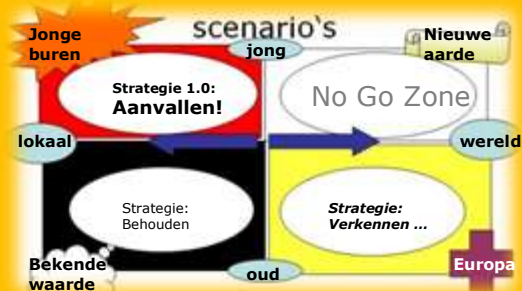 scenario's
Jonge
buren
jong
Nieuwe
aarde
Strategie 1.0:
Aanvallen!
No Go Zone
lokaal
wereld
Strategie:
Behouden
Strategie:
Verkennen ...
Bekende
waarde
oud
Europa